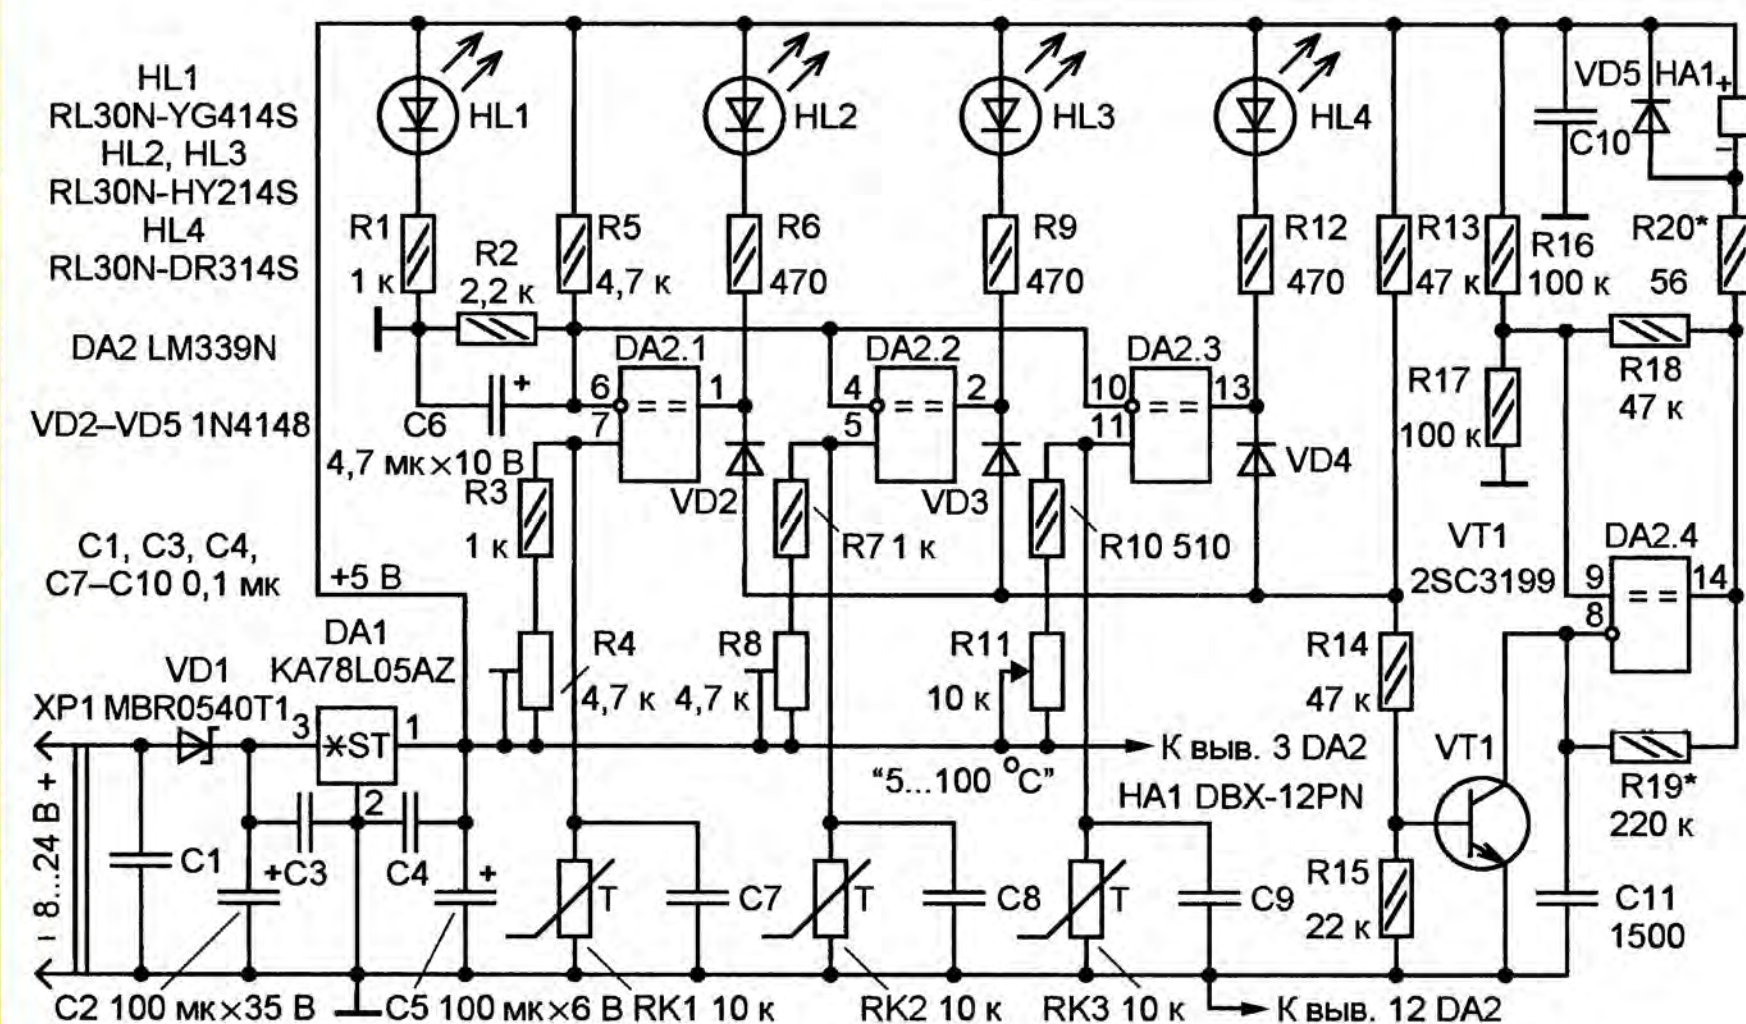 HL1
RL30N-YG414S
HL2, HL3
RL30N-HY214S
HL4
RL30N-DR314S
DA2 LM339N
VD2–VD5 1N4148
C1, C3, C4,
C7–C10 0,1 мк
HL1
HL2
HL3
HL4
VD5
HA1
+
–
C10
R1
1 к
R2
2,2 к
R5
4,7 к
R6
470
R9
470
R12
470
R13
47 к
R16
100 к
R20*
56
C6
+
4,7 мк×10 В
DA2.1
6
7
= =
1
DA2.2
4
5
= =
2
DA2.3
10
11
= =
13
R17
100 к
R18
47 к
R3
1 к
VD2
R7 1 к
VD3
R10 510
VD4
VT1
2SC3199
DA2.4
9
8
= =
14
+5 В
DA1
KA78L05AZ
VD1
MBR0540T1
XP1
3
*ST
1
2
R4
4,7 к
R8
4,7 к
R11
10 к
R14
47 к
К выв. 3 DA2
“5...100 °C”
HA1 DBX-12PN
VT1
R19*
220 к
– 8...24 В +
C1
+
C3
C4
+
T
C7
T
C8
T
C9
R15
22 к
C11
1500
C2 100 мк×35 В
C5 100 мк×6 В
RK1 10 к
RK2 10 к
RK3 10 к
К выв. 12 DA2